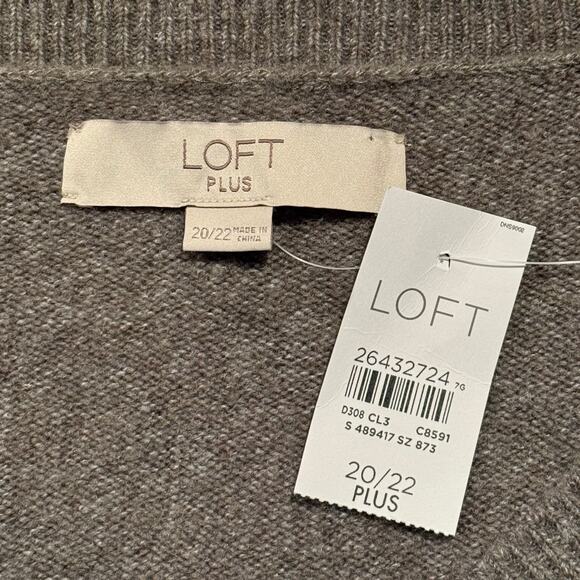 LOFT
PLUS
20/22 MADE IN
CHINA
DNS9002
LOFT
26432724 7G
D308 CL3 C8591
S 489417 SZ 873
20/22
PLUS